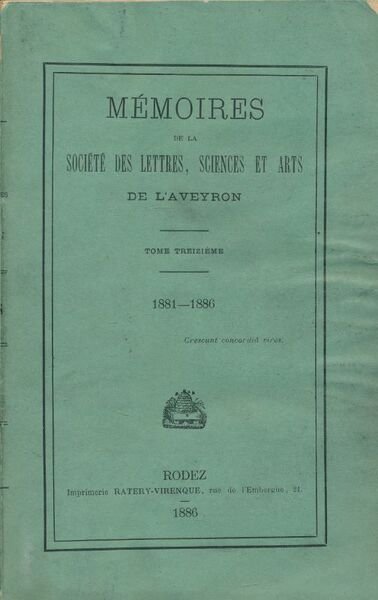 MÉMOIRES
DE LA
SOCIÉTÉ DES LETTRES, SCIENCES ET ARTS
DE L'AVEYRON
TOME TREIZIÈME
1881—1886
Crescunt concordiâ vires.
RODEZ
Imprimerie RATERY-VIRENQUE, rue de l'Embergue, 21.
1886